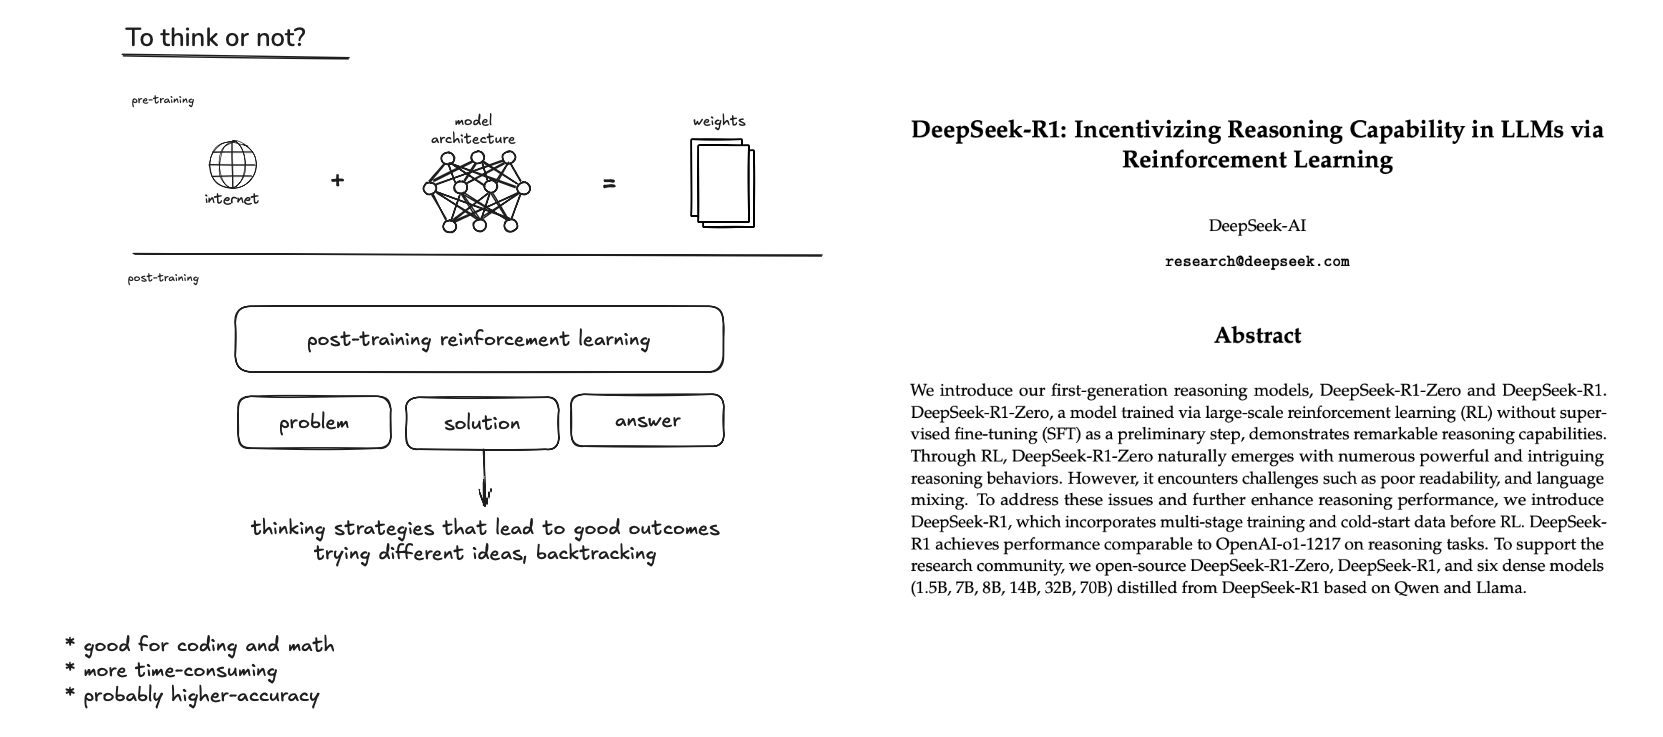 To think or not?
pre-training
internet
+
model
architecture
=
weights
post-training
post-training reinforcement learning
problem
solution
answer
thinking strategies that lead to good outcomes
trying different ideas, backtracking
* good for coding and math
* more time-consuming
* probably higher-accuracy
DeepSeek-R1: Incentivizing Reasoning Capability in LLMs via
Reinforcement Learning
DeepSeek-AI
research@deepseek.com
Abstract
We introduce our first-generation reasoning models, DeepSeek-R1-Zero and DeepSeek-R1.
DeepSeek-R1-Zero, a model trained via large-scale reinforcement learning (RL) without super-
vised fine-tuning (SFT) as a preliminary step, demonstrates remarkable reasoning capabilities.
Through RL, DeepSeek-R1-Zero naturally emerges with numerous powerful and intriguing
reasoning behaviors. However, it encounters challenges such as poor readability, and language
mixing. To address these issues and further enhance reasoning performance, we introduce
DeepSeek-R1, which incorporates multi-stage training and cold-start data before RL. DeepSeek-
R1 achieves performance comparable to OpenAI-o1-1217 on reasoning tasks. To support the
research community, we open-source DeepSeek-R1-Zero, DeepSeek-R1, and six dense models
(1.5B, 7B, 8B, 14B, 32B, 70B) distilled from DeepSeek-R1 based on Qwen and Llama.